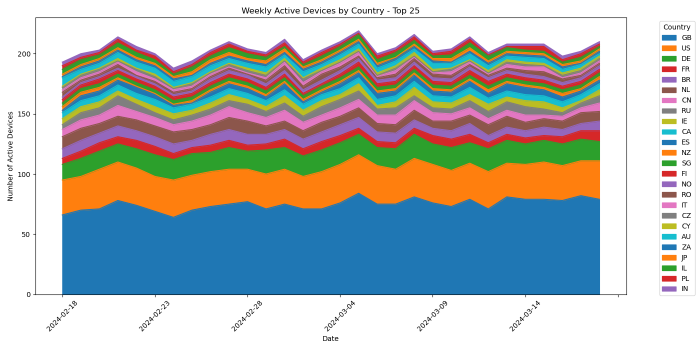 Weekly Active Devices by Country - Top 25
Number of Active Devices
200
150
100
50
0
2024-02-18
2024-02-23
2024-02-28
2024-03-04
2024-03-09
2024-03-14
Date
Country
GB
US
DE
FR
BR
NL
CN
RU
IE
CA
ES
NZ
SG
FI
NO
RO
IT
CZ
CY
AU
ZA
JP
IL
PL
IN